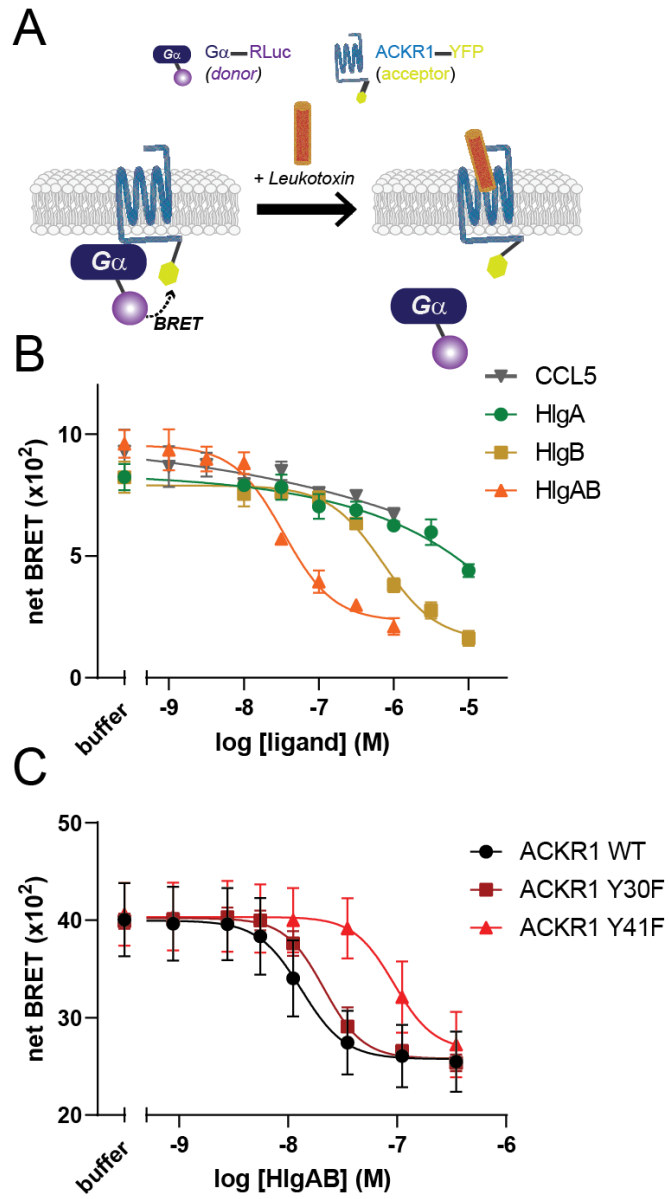 A
Gα Gα—RLuc
(donor)
ACKR1—YFP
(acceptor)
+ Leukotoxin
Gα
BRET
Gα
B
CCL5
HlgA
HlgB
HlgAB
net BRET (x10²)
10
5
0
buffer -9 -8 -7 -6 -5
log [ligand] (M)
C
ACKR1 WT
ACKR1 Y30F
ACKR1 Y41F
net BRET (x10²)
50
40
30
20
buffer -9 -8 -7 -6
log [HlgAB] (M)